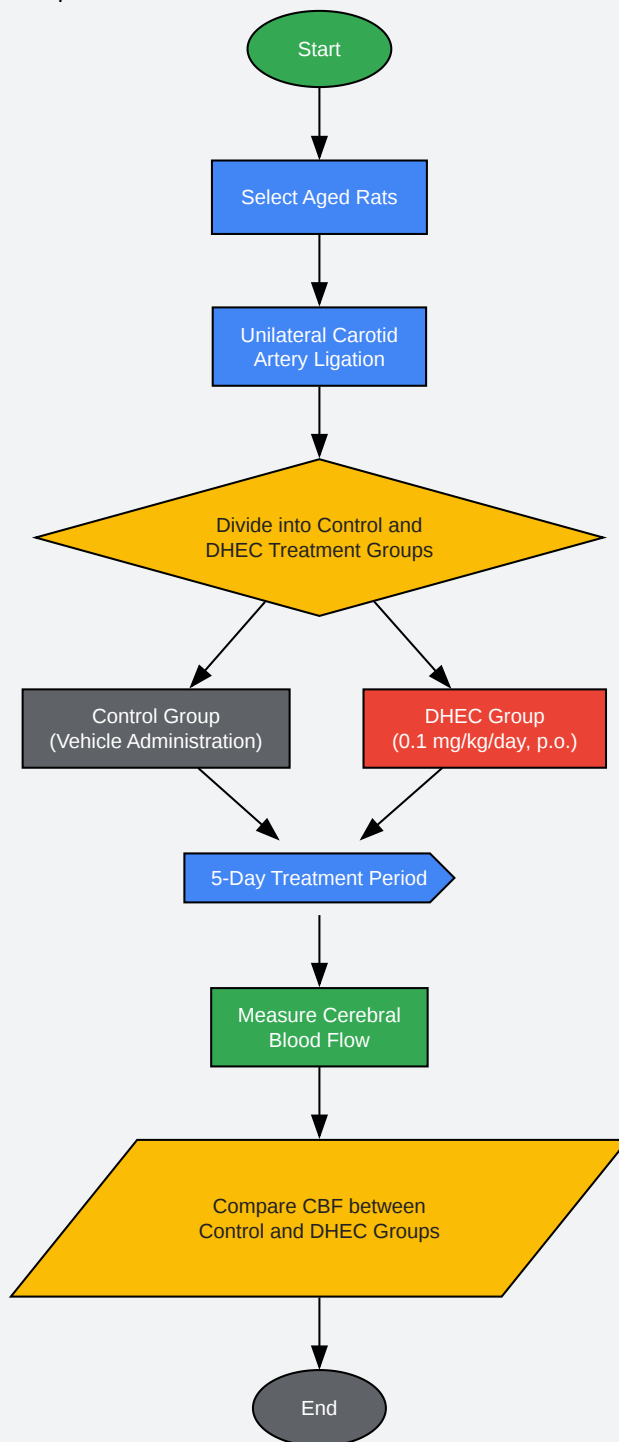 Start
Select Aged Rats
Unilateral Carotid
Artery Ligation
Divide into Control and
DHEC Treatment Groups
Control Group
(Vehicle Administration)
DHEC Group
(0.1 mg/kg/day, p.o.)
5-Day Treatment Period
Measure Cerebral
Blood Flow
Compare CBF between
Control and DHEC Groups
End